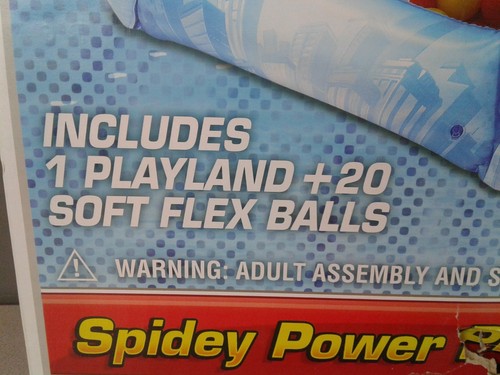 INCLUDES
1 PLAYLAND + 20
SOFT FLEX BALLS
WARNING: ADULT ASSEMBLY AND
Spidey Power